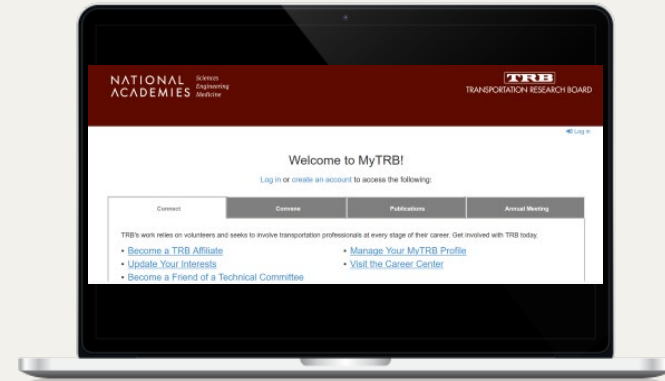 NATIONAL ACADEMIES
Sciences
Engineering
Medicine
TRB
TRANSPORTATION RESEARCH BOARD
Log in
Welcome to MyTRB!
Log in or create an account to access the following:
Connect
Convene
Publications
Annual Meeting
TRB's work relies on volunteers and seeks to involve transportation professionals at every stage of their career. Get involved with TRB today.
• Become a TRB Affiliate
• Manage Your MyTRB Profile
• Update Your Interests
• Visit the Career Center
• Become a Friend of a Technical Committee